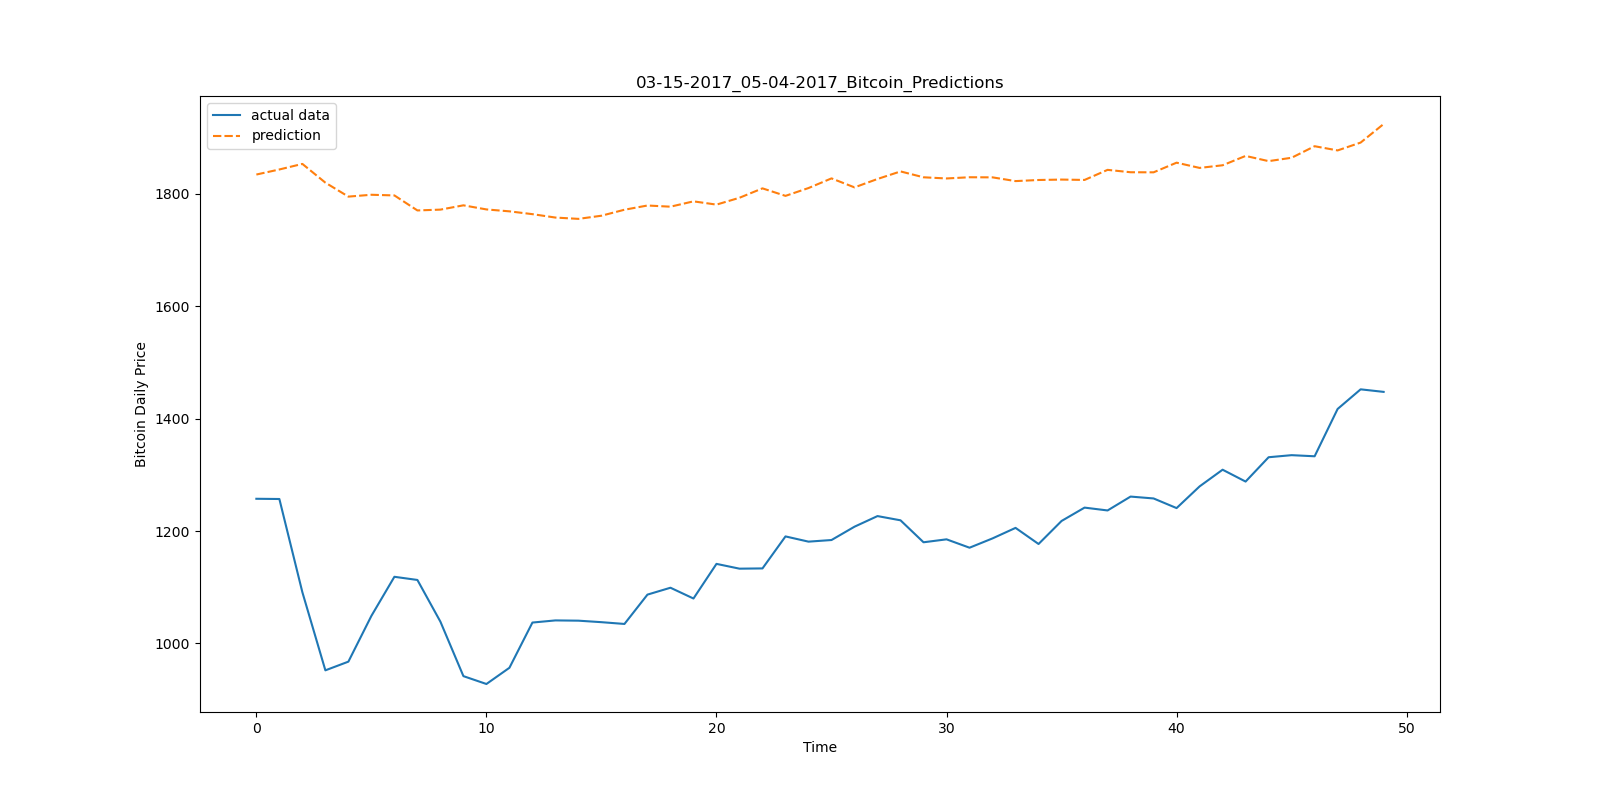 03-15-2017_05-04-2017_Bitcoin_Predictions
actual data
prediction
Bitcoin Daily Price
1800
1600
1400
1200
1000
0 10 20 30 40 50
Time